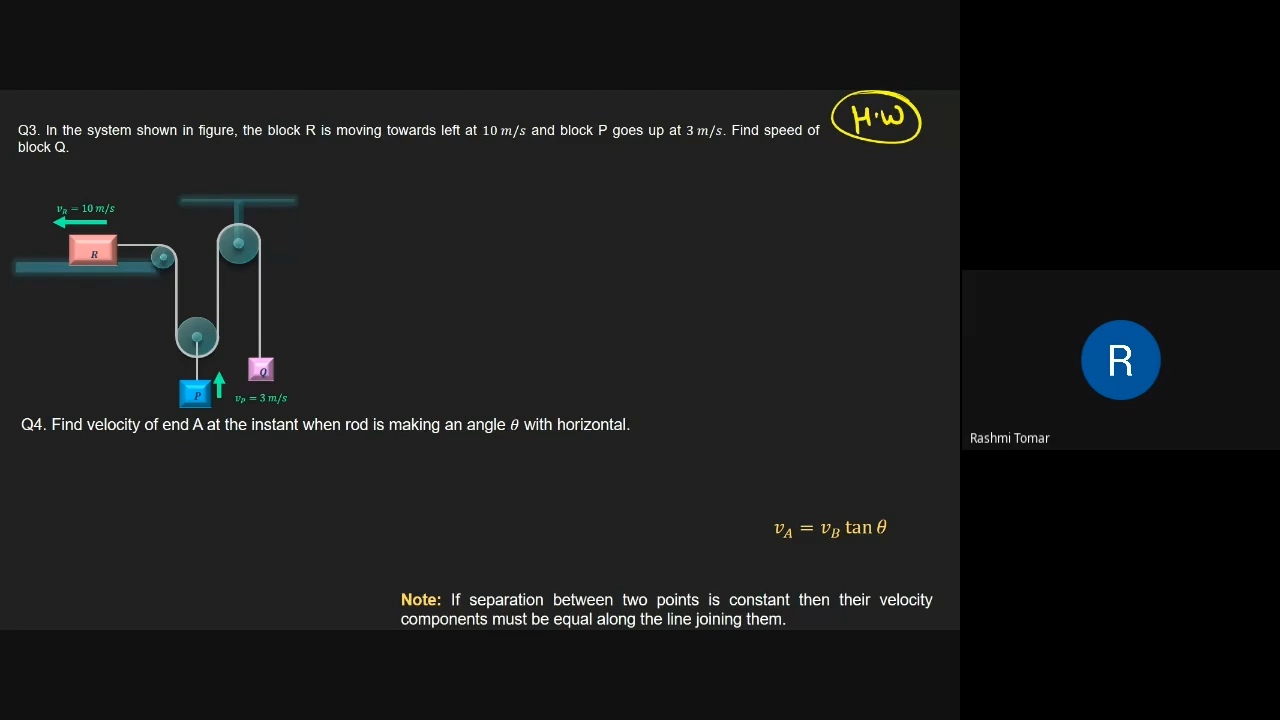 H.W
Q3. In the system shown in figure, the block R is moving towards left at 10 m/s and block P goes up at 3 m/s. Find speed of
block Q.
v_R = 10 m/s
R
Q
P
v_P = 3 m/s
Q4. Find velocity of end A at the instant when rod is making an angle θ with horizontal.
v_A = v_B tan θ
Note: If separation between two points is constant then their velocity
components must be equal along the line joining them.
R
Rashmi Tomar